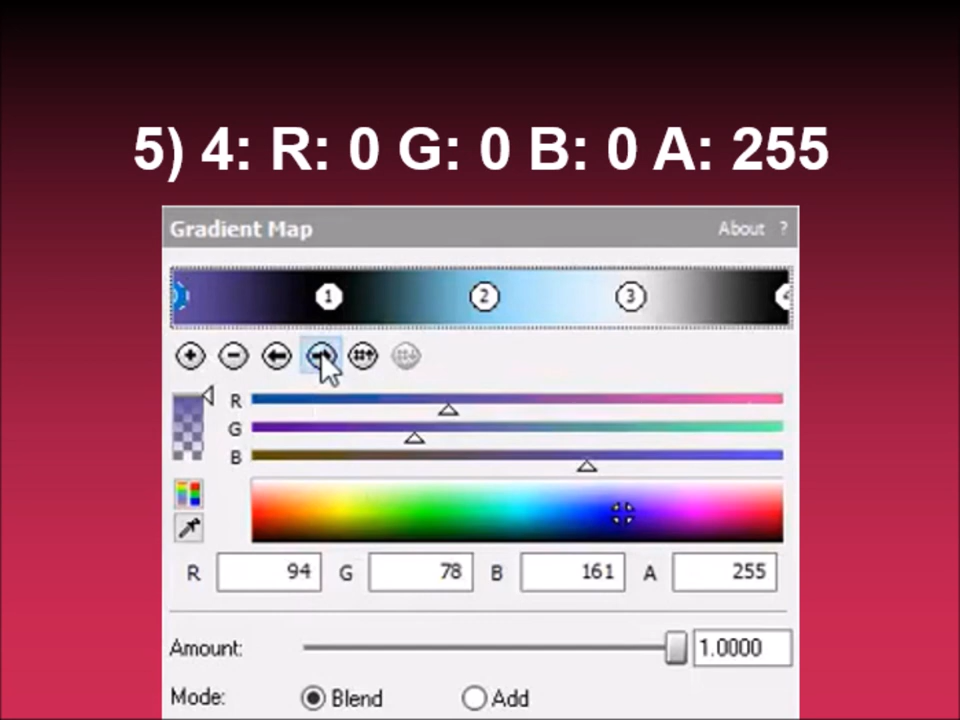 5) 4: R: 0 G: 0 B: 0 A: 255
Gradient Map About ?
1 2 3 4
R
G
B
R 94 G 78 B 161 A 255
Amount: 1.0000
Mode: Blend Add